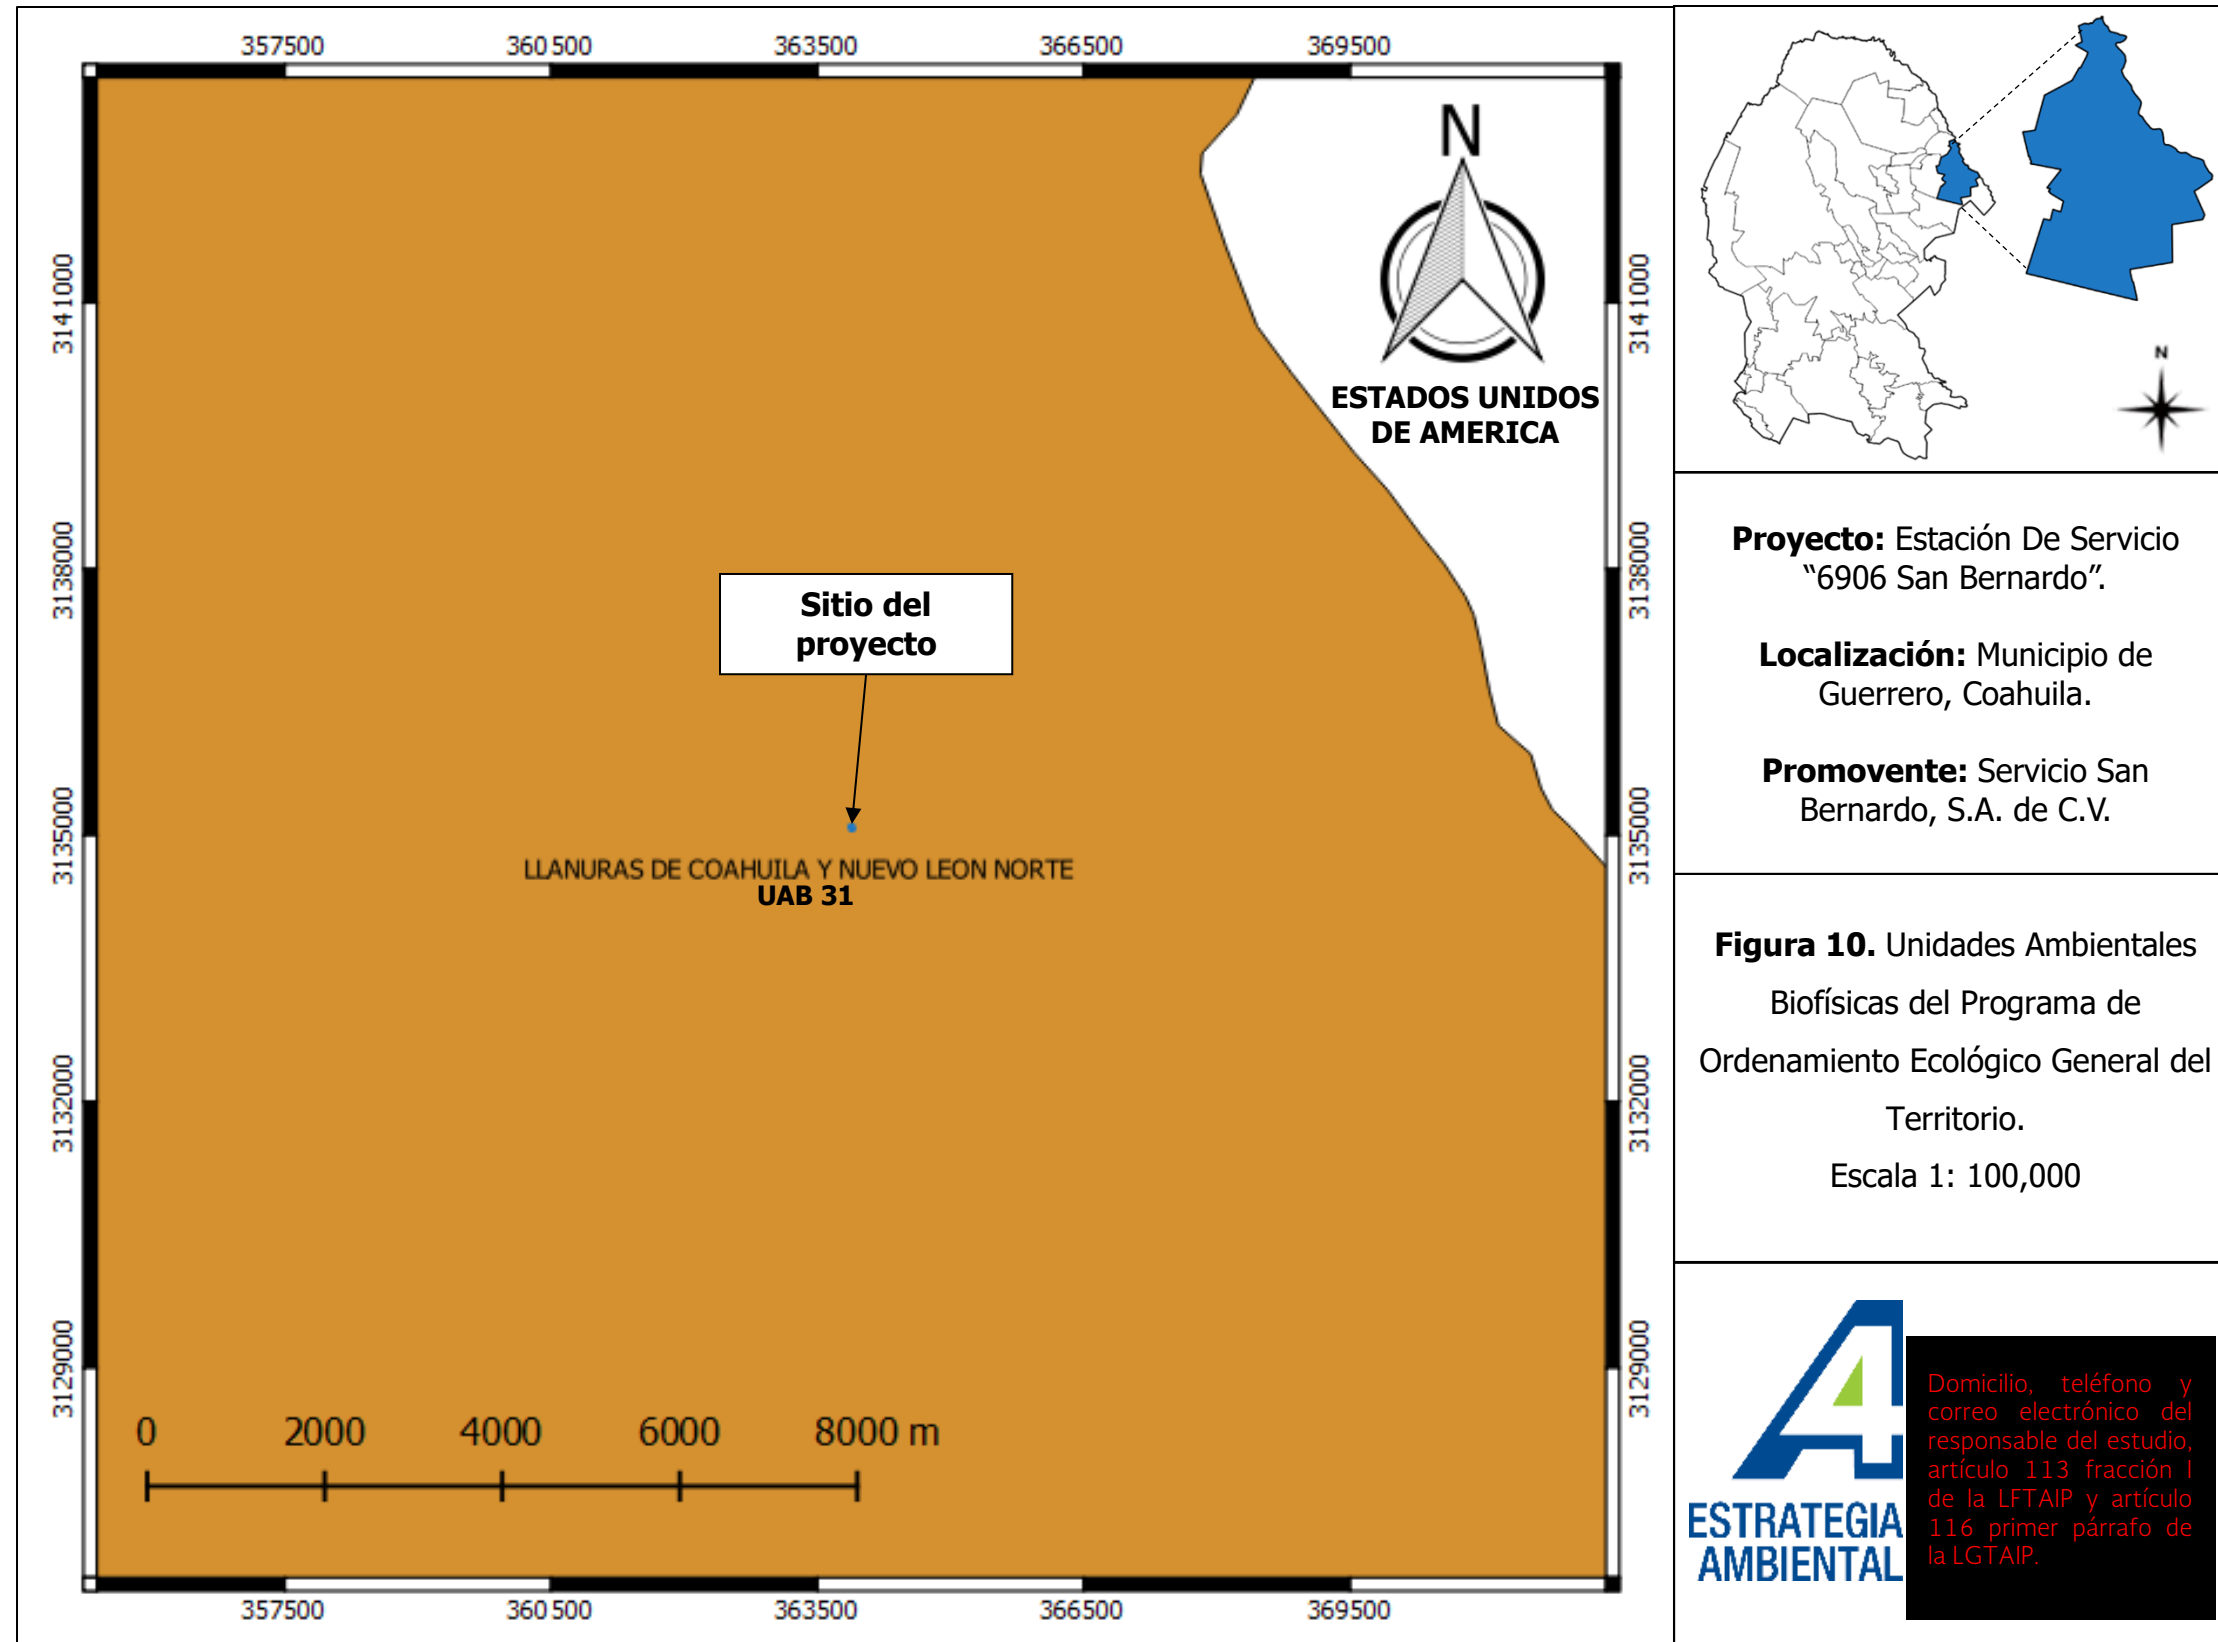 357500 360500 363500 366500 369500
3141000
3138000
3135000
3132000
3129000
N
ESTADOS UNIDOS
DE AMERICA
Sitio del
proyecto
LLANURAS DE COAHUILA Y NUEVO LEON NORTE
UAB 31
0 2000 4000 6000 8000 m
3141000
3138000
3135000
3132000
3129000
357500 360500 363500 366500 369500
N
Proyecto: Estación De Servicio
“6906 San Bernardo”.
Localización: Municipio de
Guerrero, Coahuila.
Promovente: Servicio San
Bernardo, S.A. de C.V.
Figura 10. Unidades Ambientales
Biofísicas del Programa de
Ordenamiento Ecológico General del
Territorio.
Escala 1: 100,000
ESTRATEGIA
AMBIENTAL
Domicilio, teléfono y
correo electrónico del
responsable del estudio,
artículo 113 fracción I
de la LFTAIP y artículo
116 primer párrafo de
la LGTAIP.